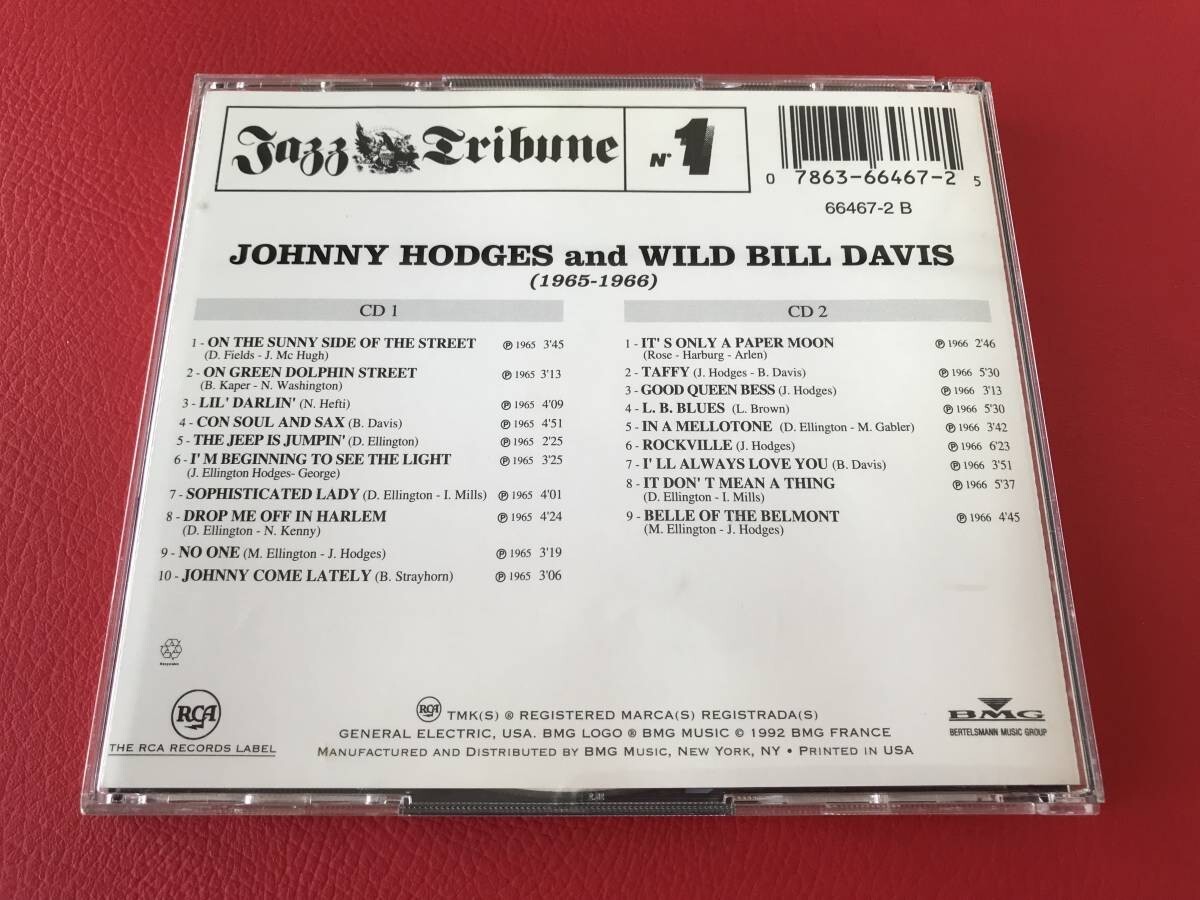 Jazz Tribune N° 1
0 7863-66467-2 5
66467-2 B
JOHNNY HODGES and WILD BILL DAVIS
(1965-1966)
CD 1
1 - ON THE SUNNY SIDE OF THE STREET ℗ 1965 3'45
(D. Fields - J. Mc Hugh)
2 - ON GREEN DOLPHIN STREET ℗ 1965 3'13
(B. Kaper - N. Washington)
3 - LIL' DARLIN' (N. Hefti) ℗ 1965 4'09
4 - CON SOUL AND SAX (B. Davis) ℗ 1965 4'51
5 - THE JEEP IS JUMPIN' (D. Ellington) ℗ 1965 2'25
6 - I' M BEGINNING TO SEE THE LIGHT ℗ 1965 3'25
(J. Ellington Hodges- George)
7 - SOPHISTICATED LADY (D. Ellington - I. Mills) ℗ 1965 4'01
8 - DROP ME OFF IN HARLEM ℗ 1965 4'24
(D. Ellington - N. Kenny)
9 - NO ONE (M. Ellington - J. Hodges) ℗ 1965 3'19
10 - JOHNNY COME LATELY (B. Strayhorn) ℗ 1965 3'06
CD 2
1 - IT' S ONLY A PAPER MOON ℗ 1966 2'46
(Rose - Harburg - Arlen)
2 - TAFFY (J. Hodges - B. Davis) ℗ 1966 5'30
3 - GOOD QUEEN BESS (J. Hodges) ℗ 1966 3'13
4 - L. B. BLUES (L. Brown) ℗ 1966 5'30
5 - IN A MELLOTONE (D. Ellington - M. Gabler) ℗ 1966 3'42
6 - ROCKVILLE (J. Hodges) ℗ 1966 6'23
7 - I' LL ALWAYS LOVE YOU (B. Davis) ℗ 1966 3'51
8 - IT DON' T MEAN A THING ℗ 1966 5'37
(D. Ellington - I. Mills)
9 - BELLE OF THE BELMONT ℗ 1966 4'45
(M. Ellington - J. Hodges)
RCA
THE RCA RECORDS LABEL
RCA TMK(S) ® REGISTERED MARCA(S) REGISTRADA(S)
GENERAL ELECTRIC, USA. BMG LOGO ® BMG MUSIC © 1992 BMG FRANCE
MANUFACTURED AND DISTRIBUTED BY BMG MUSIC, NEW YORK, NY • PRINTED IN USA
BMG
BERTELSMANN MUSIC GROUP